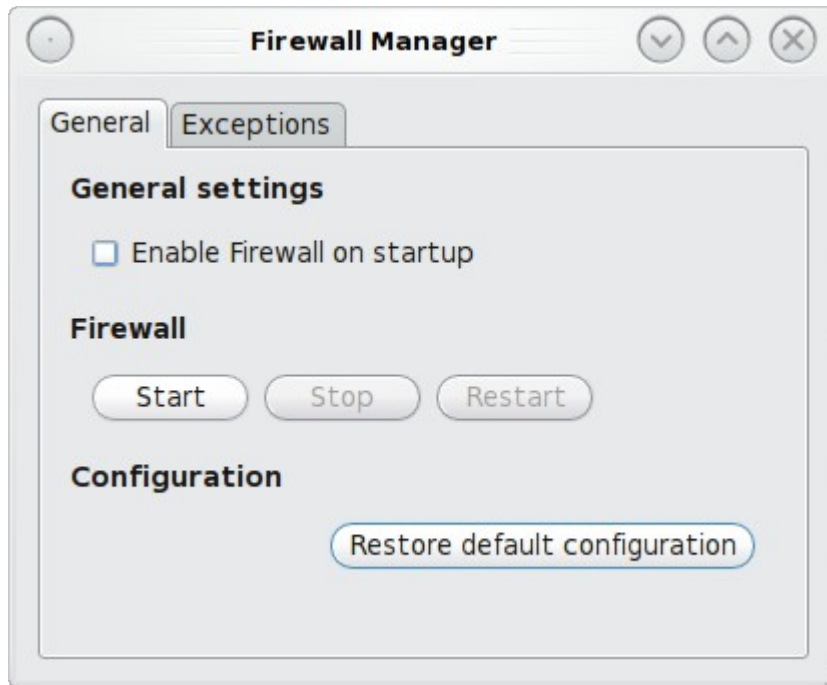 Firewall Manager
General Exceptions
General settings
Enable Firewall on startup
Firewall
Start Stop Restart
Configuration
Restore default configuration